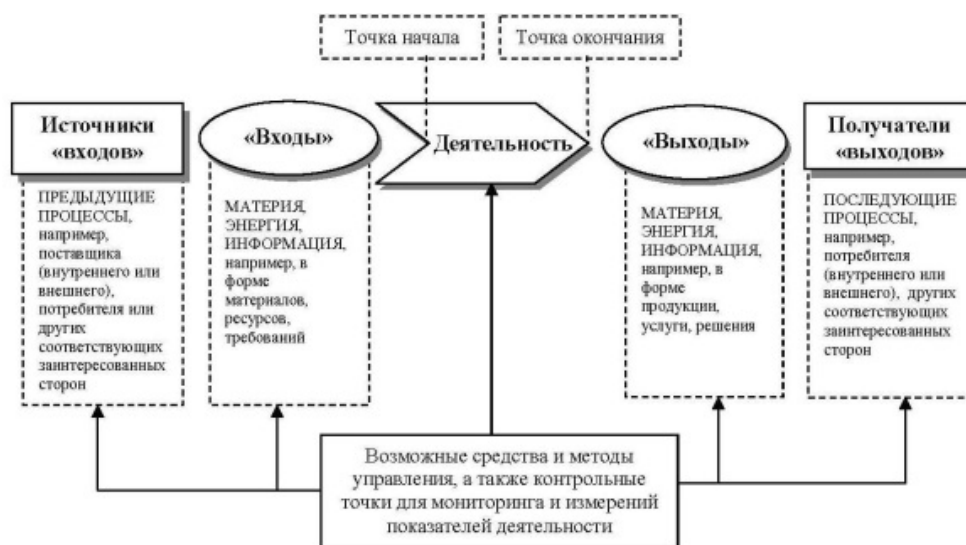 Точка начала
Точка окончания
Источники
«входов»
«Входы»
Деятельность
«Выходы»
Получатели
«выходов»
ПРЕДЫДУЩИЕ
ПРОЦЕССЫ,
например,
поставщика
(внутреннего или
внешнего),
потребителя или
других
соответствующих
заинтересованных
сторон
МАТЕРИЯ,
ЭНЕРГИЯ,
ИНФОРМАЦИЯ,
например, в
форме
материалов,
ресурсов,
требований
МАТЕРИЯ,
ЭНЕРГИЯ,
ИНФОРМАЦИЯ,
например, в
форме
продукции,
услуги, решения
ПОСЛЕДУЮЩИЕ
ПРОЦЕССЫ,
например,
потребителя
(внутреннего или
внешнего), других
соответствующих
заинтересованных
сторон
Возможные средства и методы
управления, а также контрольные
точки для мониторинга и измерений
показателей деятельности